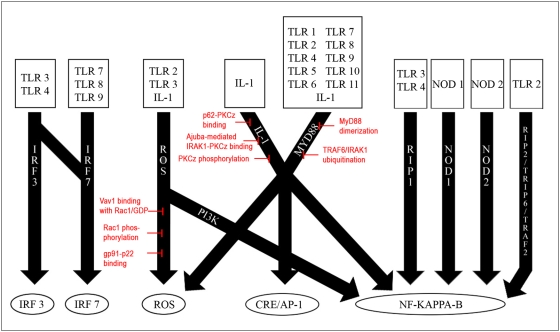 TLR 3
TLR 4
TLR 7
TLR 8
TLR 9
TLR 2
TLR 3
IL-1
IL-1
TLR 1
TLR 2
TLR 4
TLR 5
TLR 6
TLR 7
TLR 8
TLR 9
TLR 10
TLR 11
IL-1
TLR 3
TLR 4
NOD 1
NOD 2
TLR 2
p62-PKCz
binding
Ajuba-mediated
IRAK1-PKCz binding
PKCz phosphorylation
MyD88
dimerization
TRAF6/IRAK1
ubiquitination
Vav1 binding
with Rac1/GDP
Rac1 phos-
phorylation
gp91-p22
binding
IRF3
IRF7
ROS
IL-1
MYD88
PI3K
RIP1
NOD1
NOD2
RIP2/TRIP6/TRAF2
IRF 3
IRF 7
ROS
CRE/AP-1
NF-KAPPA-B